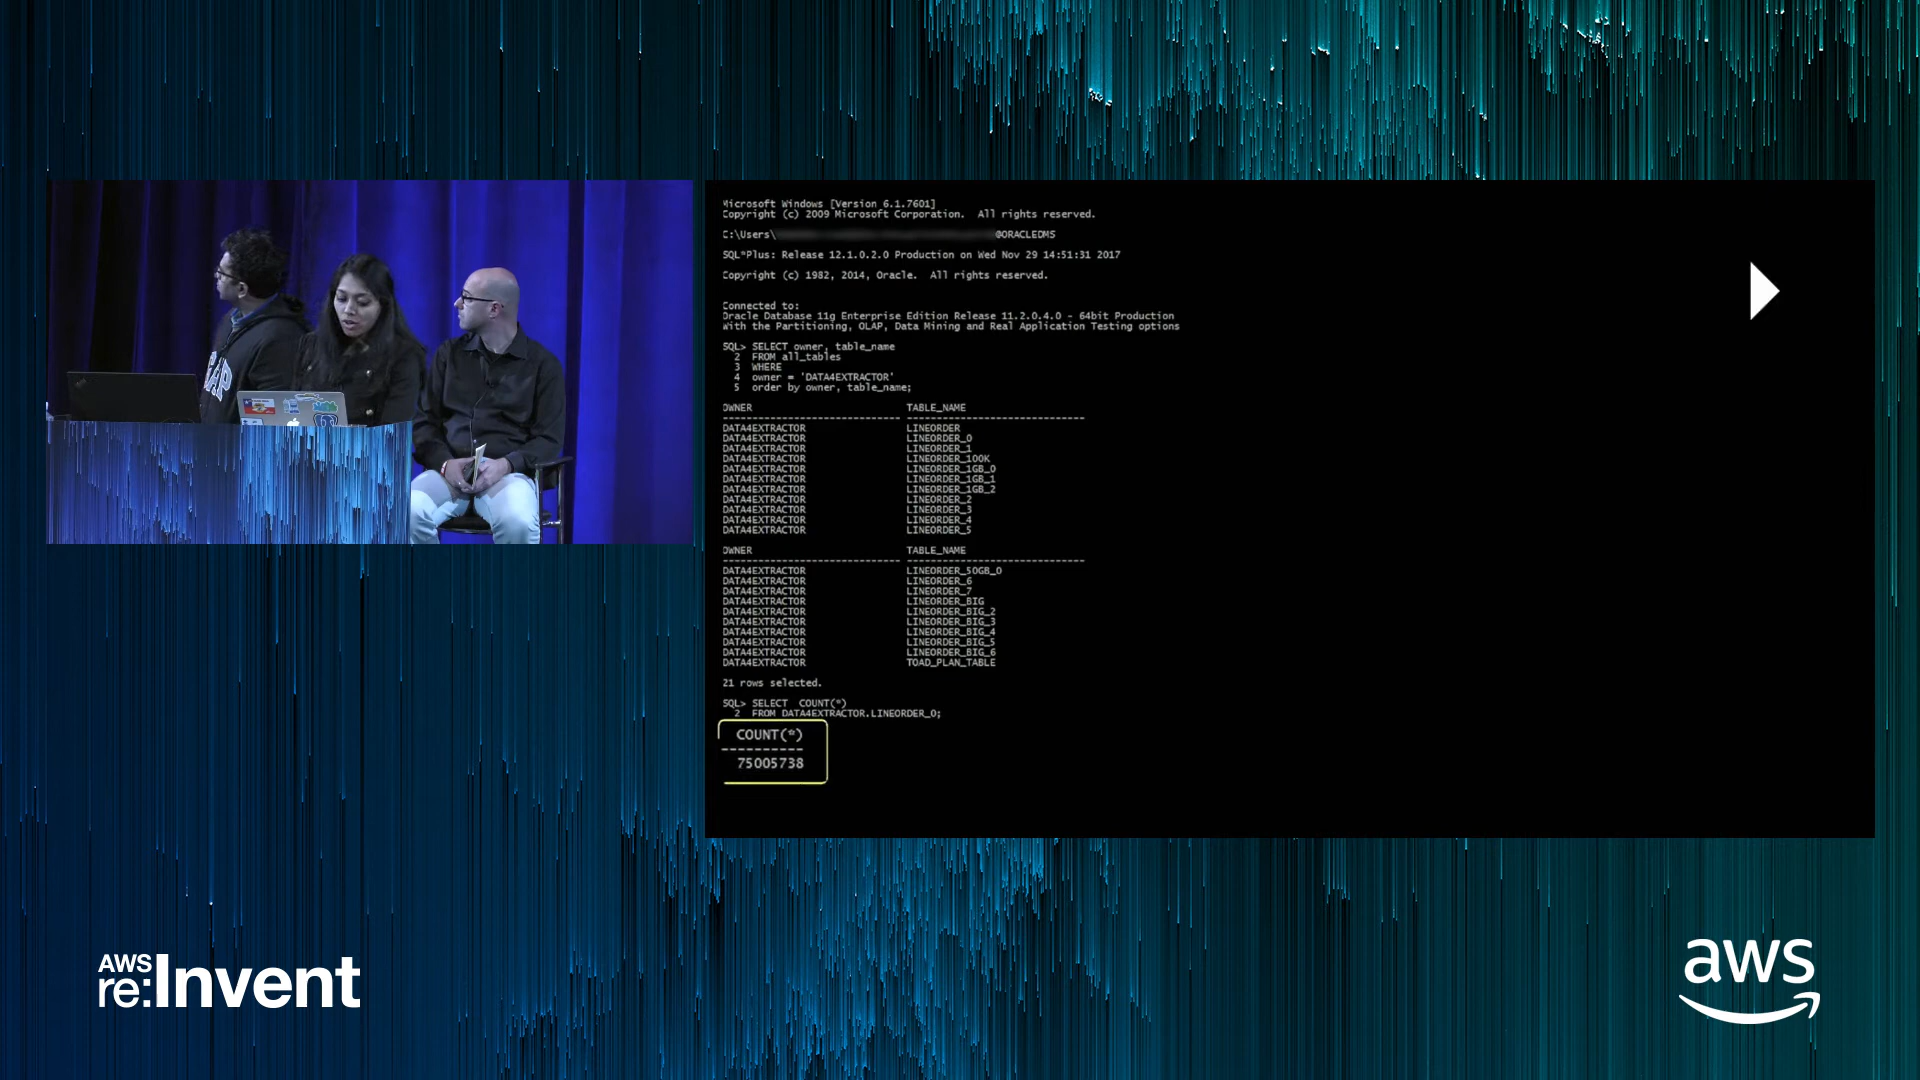 Microsoft Windows [Version 6.1.7601]
Copyright (c) 2009 Microsoft Corporation.  All rights reserved.
C:\Users\ @ORACLEDMS
SQL*Plus: Release 12.1.0.2.0 Production on Wed Nov 29 14:51:31 2017
Copyright (c) 1982, 2014, Oracle.  All rights reserved.
Connected to:
Oracle Database 11g Enterprise Edition Release 11.2.0.4.0 - 64bit Production
With the Partitioning, OLAP, Data Mining and Real Application Testing options
SQL> SELECT owner, table_name
2  FROM all_tables
3  WHERE
4  owner = 'DATA4EXTRACTOR'
5  order by owner, table_name;
OWNER TABLE_NAME
------------------------------ ------------------------------
DATA4EXTRACTOR LINEORDER
DATA4EXTRACTOR LINEORDER_0
DATA4EXTRACTOR LINEORDER_1
DATA4EXTRACTOR LINEORDER_100K
DATA4EXTRACTOR LINEORDER_1GB_0
DATA4EXTRACTOR LINEORDER_1GB_1
DATA4EXTRACTOR LINEORDER_1GB_2
DATA4EXTRACTOR LINEORDER_2
DATA4EXTRACTOR LINEORDER_3
DATA4EXTRACTOR LINEORDER_4
DATA4EXTRACTOR LINEORDER_5
OWNER TABLE_NAME
------------------------------ ------------------------------
DATA4EXTRACTOR LINEORDER_50GB_0
DATA4EXTRACTOR LINEORDER_6
DATA4EXTRACTOR LINEORDER_7
DATA4EXTRACTOR LINEORDER_BIG
DATA4EXTRACTOR LINEORDER_BIG_2
DATA4EXTRACTOR LINEORDER_BIG_3
DATA4EXTRACTOR LINEORDER_BIG_4
DATA4EXTRACTOR LINEORDER_BIG_5
DATA4EXTRACTOR LINEORDER_BIG_6
DATA4EXTRACTOR TOAD_PLAN_TABLE
21 rows selected.
SQL> SELECT  COUNT(*)
2  FROM DATA4EXTRACTOR.LINEORDER_0;
COUNT(*)
----------
75005738
AWS
re:Invent
aws